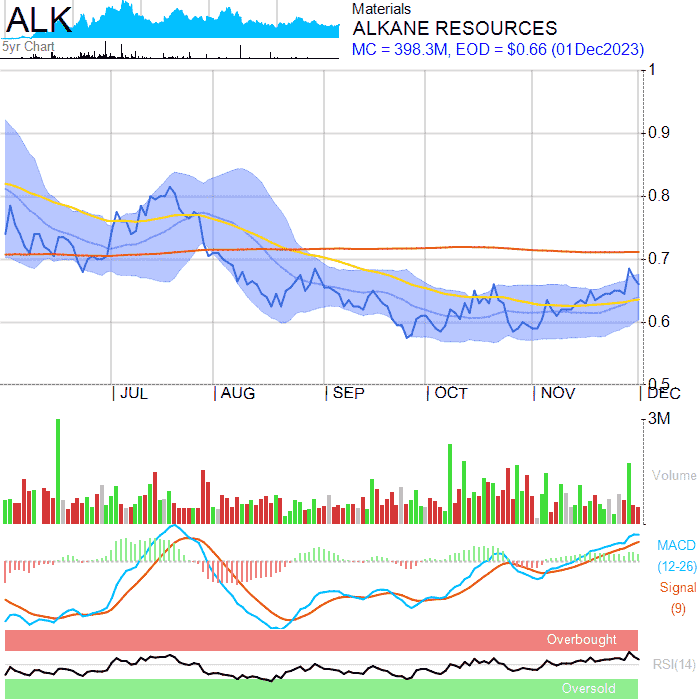 ALK
5yr Chart
Materials
ALKANE RESOURCES
MC = 398.3M, EOD = $0.66 (01Dec2023)
1
0.9
0.8
0.7
0.6
0.5
JUL AUG SEP OCT NOV DEC
3M
Volume
MACD
(12-26)
Signal
(9)
Overbought
RSI(14)
Oversold